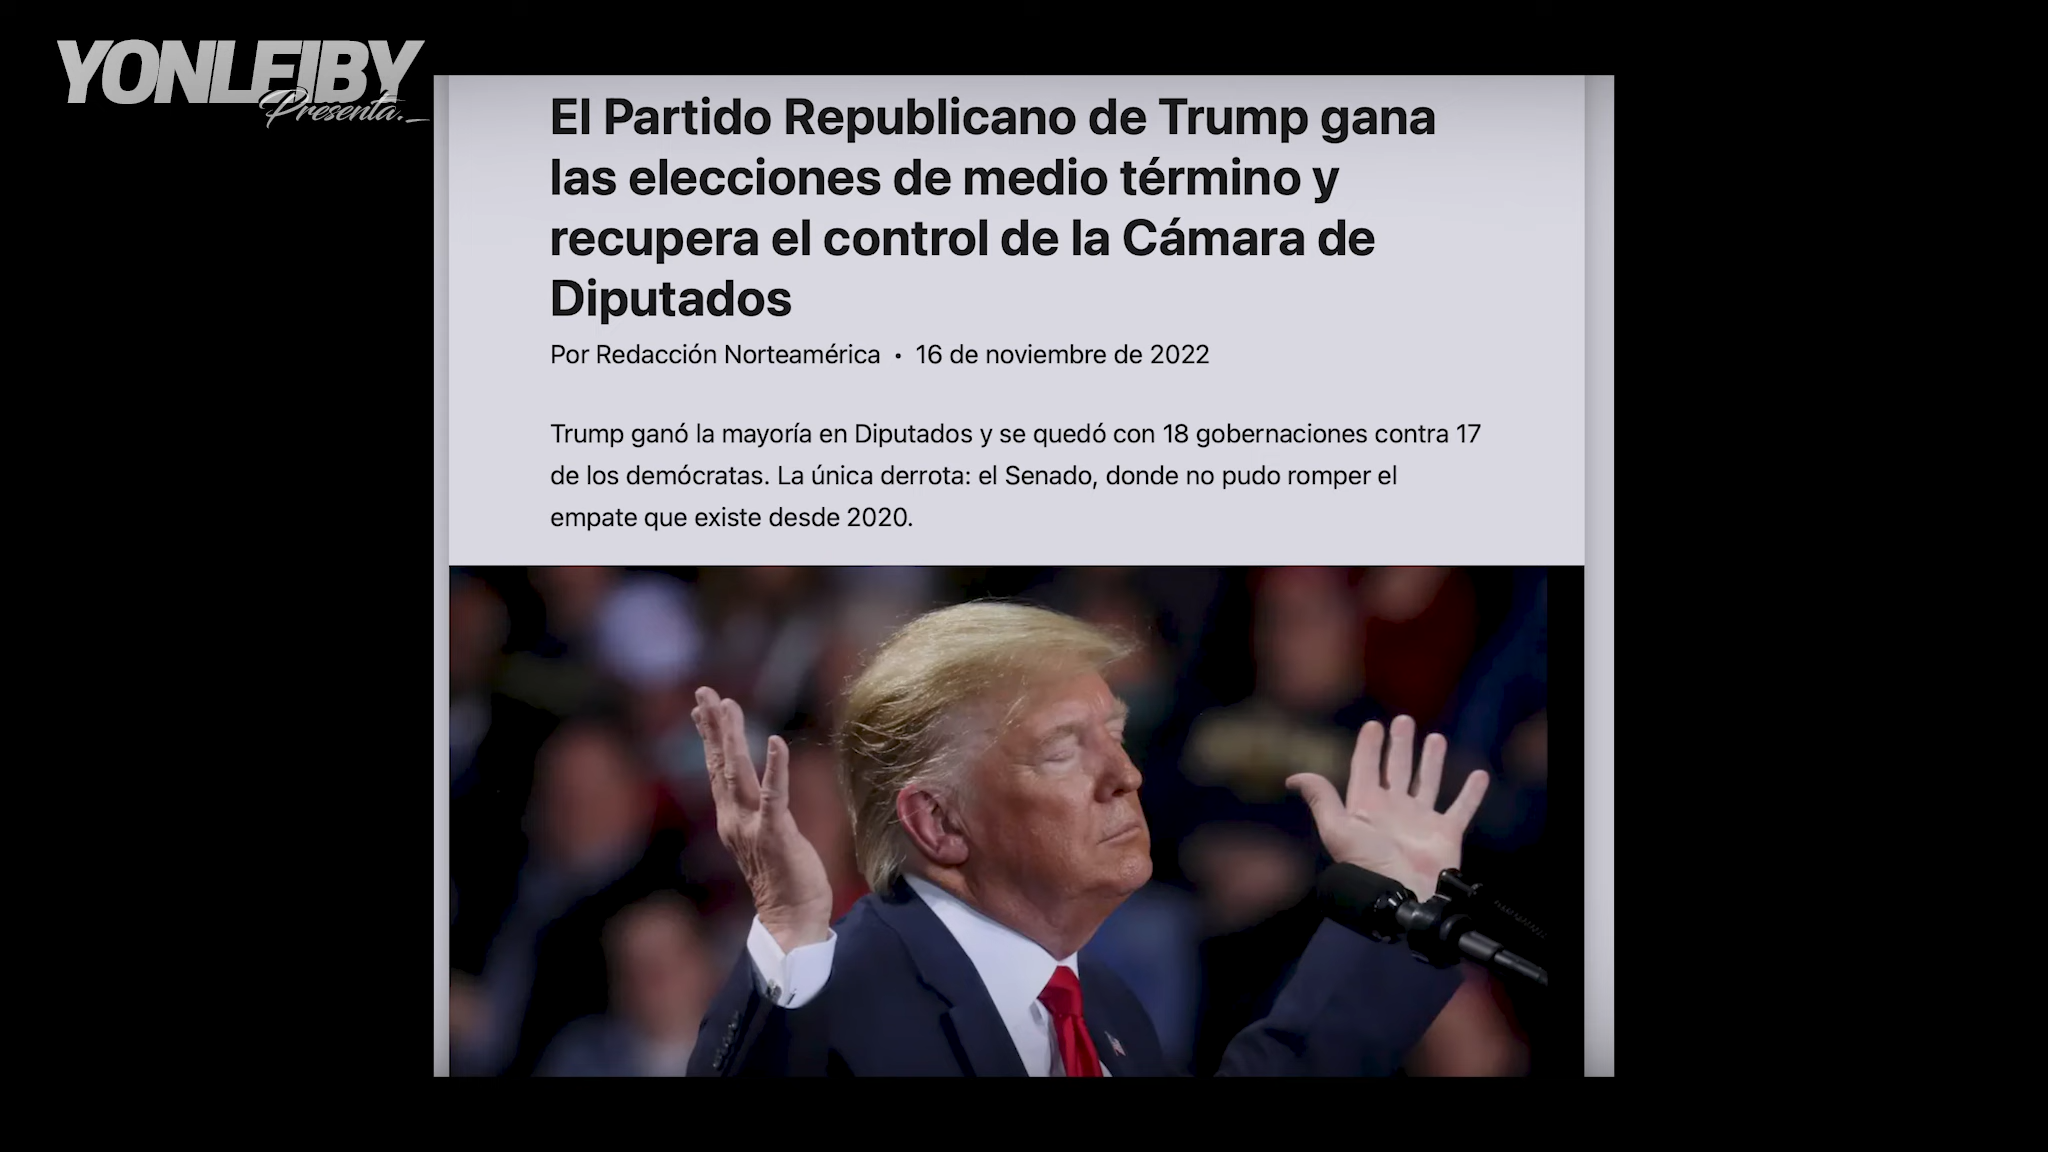 YONLEIBY
Presenta._
El Partido Republicano de Trump gana
las elecciones de medio término y
recupera el control de la Cámara de
Diputados
Por Redacción Norteamérica • 16 de noviembre de 2022
Trump ganó la mayoría en Diputados y se quedó con 18 gobernaciones contra 17
de los demócratas. La única derrota: el Senado, donde no pudo romper el
empate que existe desde 2020.